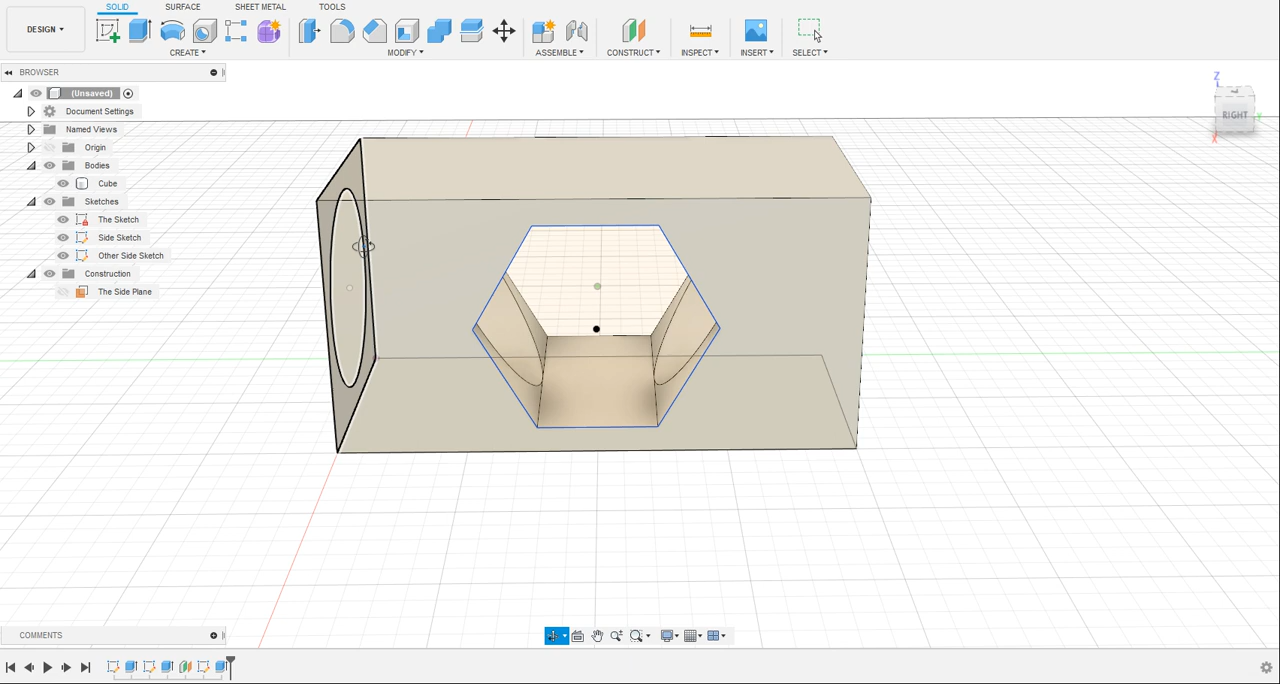 SOLID SURFACE SHEET METAL TOOLS
DESIGN
CREATE MODIFY ASSEMBLE CONSTRUCT INSPECT INSERT SELECT
BROWSER
(Unsaved)
Document Settings
Named Views
Origin
Bodies
Cube
Sketches
The Sketch
Side Sketch
Other Side Sketch
Construction
The Side Plane
Z
RIGHT
X
COMMENTS